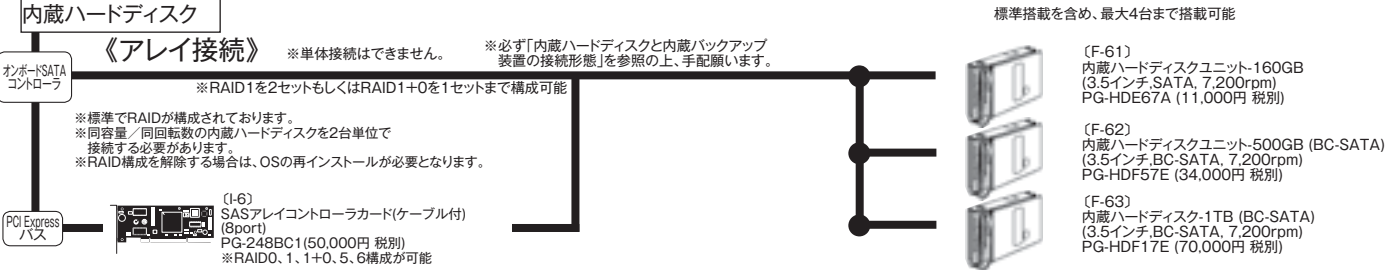 内蔵ハードディスク
標準搭載を含め、最大4台まで搭載可能
《アレイ接続》
※単体接続はできません。
※必ず「内蔵ハードディスクと内蔵バックアップ
装置の接続形態」を参照の上、手配願います。
オンボードSATA
コントローラ
※RAID1を2セットもしくはRAID1+0を1セットまで構成可能
※標準でRAIDが構成されております。
※同容量／同回転数の内蔵ハードディスクを2台単位で
接続する必要があります。
※RAID構成を解除する場合は、OSの再インストールが必要となります。
PCI Express
バス
〔I-6〕
SASアレイコントローラカード(ケーブル付)
(8port)
PG-248BC1(50,000円 税別)
※RAID0、1、1+0、5、6構成が可能
〔F-61〕
内蔵ハードディスクユニット-160GB
(3.5インチ,SATA, 7,200rpm)
PG-HDE67A (11,000円 税別)
〔F-62〕
内蔵ハードディスクユニット-500GB (BC-SATA)
(3.5インチ,BC-SATA, 7,200rpm)
PG-HDF57E (34,000円 税別)
〔F-63〕
内蔵ハードディスク-1TB (BC-SATA)
(3.5インチ,BC-SATA, 7,200rpm)
PG-HDF17E (70,000円 税別)